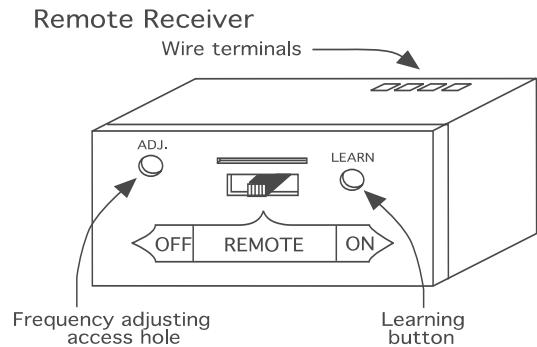 Remote Receiver
Wire terminals
ADJ.
LEARN
OFF REMOTE ON
Frequency adjusting
access hole
Learning
button